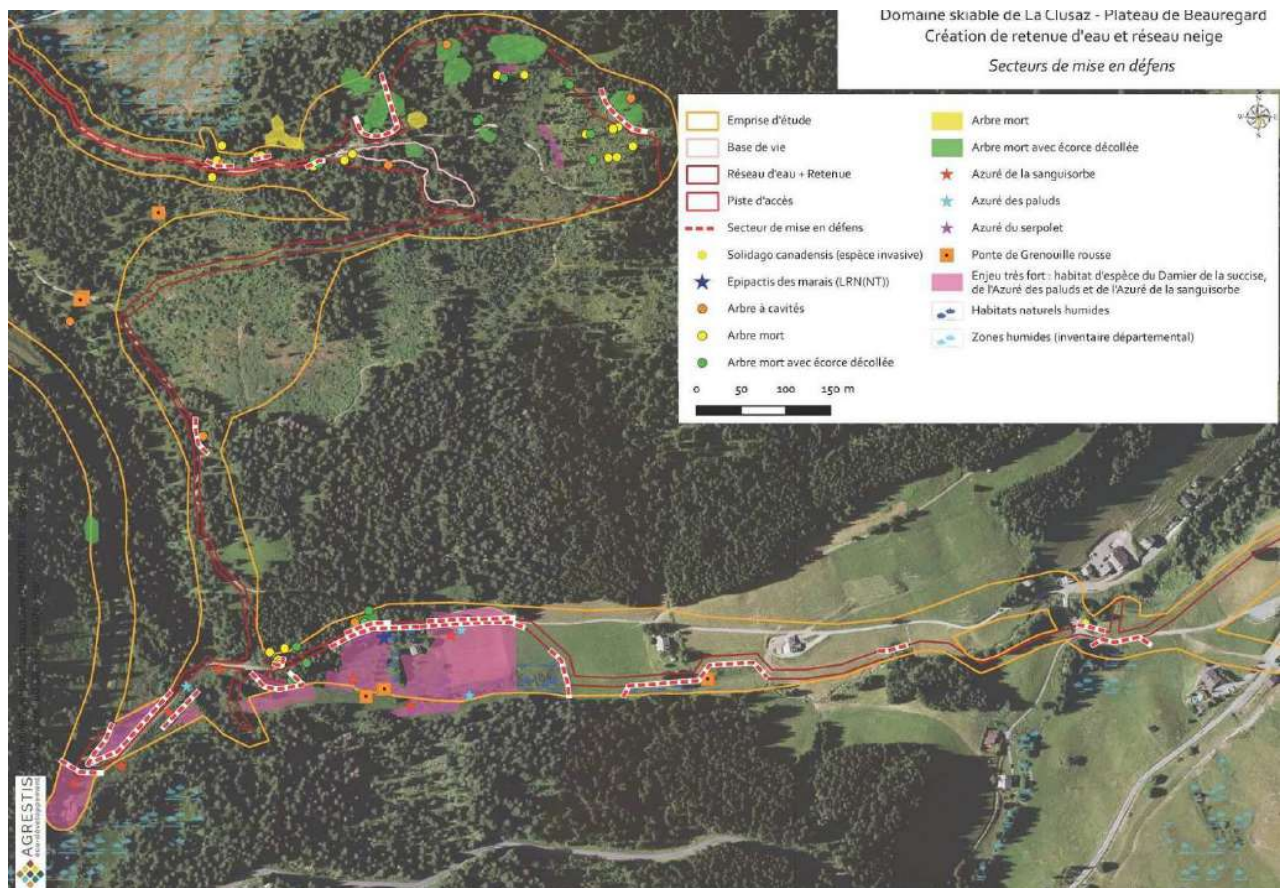 Domaine skiable de La Clusaz - Plateau de Beauregard
Création de retenue d'eau et réseau neige
Secteurs de mise en défens
Emprise d'étude
Base de vie
Réseau d'eau + Retenue
Piste d'accès
Secteur de mise en défens
Solidago canadensis (espèce invasive)
Epipactis des marais (LRN(NT))
Arbre à cavités
Arbre mort
Arbre mort avec écorce décollée
0 50 100 150 m
Arbre mort
Arbre mort avec écorce décollée
Azuré de la sanguisorbe
Azuré des paluds
Azuré du serpolet
Ponte de Grenouille rousse
Enjeu très fort : habitat d'espèce du Damier de la succise,
de l'Azuré des paluds et de l'Azuré de la sanguisorbe
Habitats naturels humides
Zones humides (inventaire départemental)
AGRESTIS
éco-développement